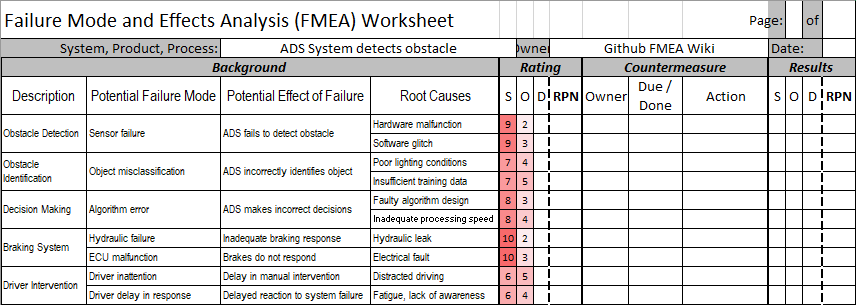 Failure Mode and Effects Analysis (FMEA) Worksheet Page: of
System, Product, Process: ADS System detects obstacle Owner Github FMEA Wiki Date:
Background Rating Countermeasure Results
Description Potential Failure Mode Potential Effect of Failure Root Causes S O D RPN Owner Due / Done Action S O D RPN
Obstacle Detection Sensor failure ADS fails to detect obstacle Hardware malfunction 9 2
Software glitch 9 3
Obstacle Identification Object misclassification ADS incorrectly identifies object Poor lighting conditions 7 4
Insufficient training data 7 5
Decision Making Algorithm error ADS makes incorrect decisions Faulty algorithm design 8 3
Inadequate processing speed 8 4
Braking System Hydraulic failure Inadequate braking response Hydraulic leak 10 2
ECU malfunction Brakes do not respond Electrical fault 10 3
Driver Intervention Driver inattention Delay in manual intervention Distracted driving 6 5
Driver delay in response Delayed reaction to system failure Fatigue, lack of awareness 6 4